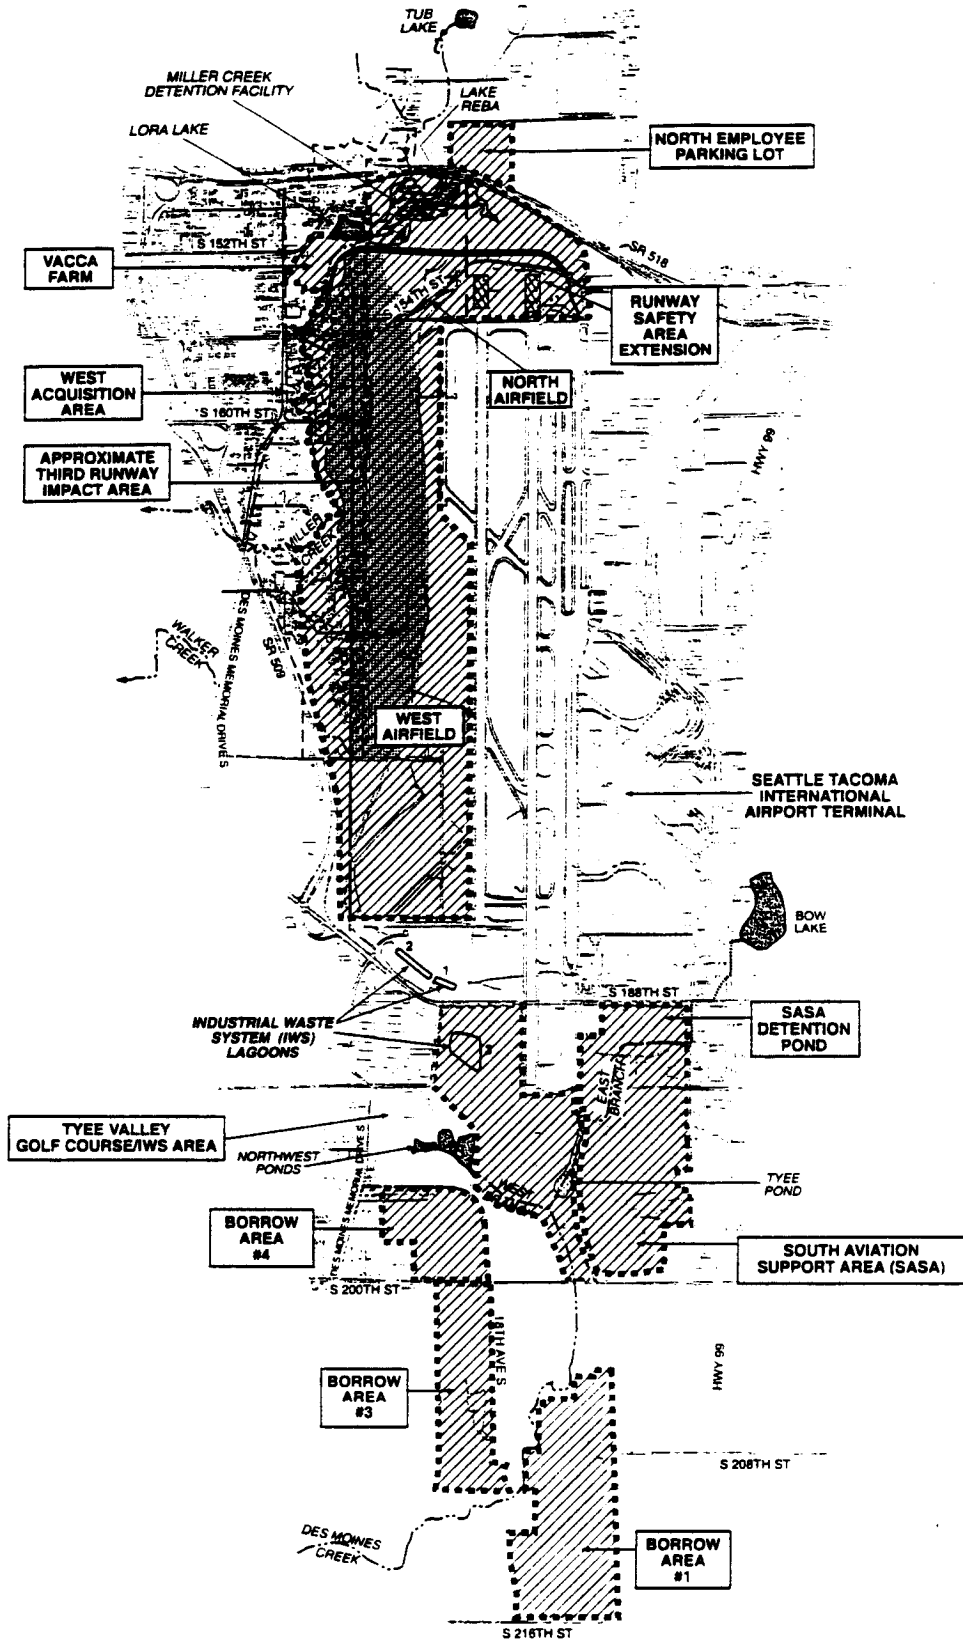 TUB
LAKE
MILLER CREEK
DETENTION FACILITY
LAKE
REBA
LORA LAKE
NORTH EMPLOYEE
PARKING LOT
S 152TH ST
SR 518
VACCA
FARM
154TH ST
RUNWAY
SAFETY
AREA
EXTENSION
WEST
ACQUISITION
AREA
NORTH
AIRFIELD
S 160TH ST
HWY 99
APPROXIMATE
THIRD RUNWAY
IMPACT AREA
MILLER
CREEK
DES MOINES MEMORIAL DRIVE S
SR 509
WALKER
CREEK
WEST
AIRFIELD
SEATTLE TACOMA
INTERNATIONAL
AIRPORT TERMINAL
BOW
LAKE
2
1
S 188TH ST
INDUSTRIAL WASTE
SYSTEM (IWS)
LAGOONS
3
SASA
DETENTION
POND
EAST
BRANCH
TYEE VALLEY
GOLF COURSE/IWS AREA
NORTHWEST
PONDS
DES MOINES MEMORIAL DRIVE S
WEST
BRANCH
TYEE
POND
BORROW
AREA
#4
SOUTH AVIATION
SUPPORT AREA (SASA)
S 200TH ST
18TH AVE S
HWY 99
BORROW
AREA
#3
S 208TH ST
DES MOINES
CREEK
BORROW
AREA
#1
S 216TH ST